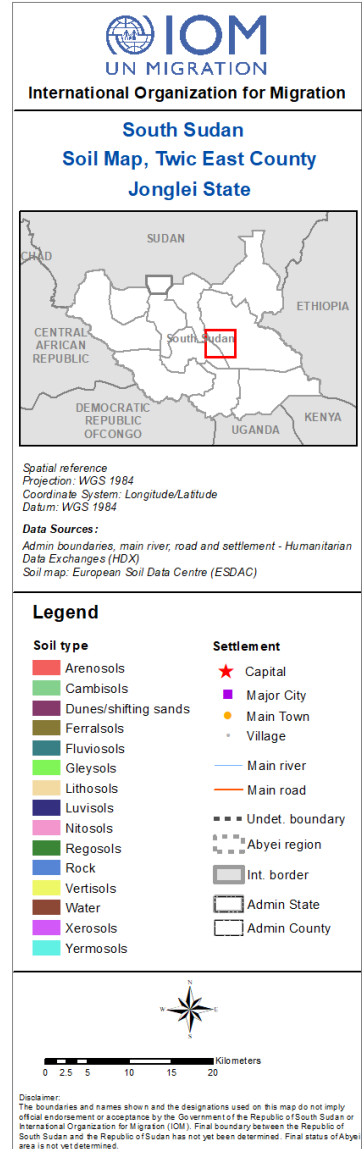 IOM
UN MIGRATION
International Organization for Migration
South Sudan
Soil Map, Twic East County
Jonglei State
SUDAN
CHAD
ETHIOPIA
CENTRAL
AFRICAN
REPUBLIC
South Sudan
DEMOCRATIC
REPUBLIC
OFCONGO
UGANDA
KENYA
Spatial reference
Projection: WGS 1984
Coordinate System: Longitude/Latitude
Datum: WGS 1984
Data Sources:
Admin boundaries, main river, road and settlement - Humanitarian
Data Exchanges (HDX)
Soil map: European Soil Data Centre (ESDAC)
Legend
Soil type
Arenosols
Cambisols
Dunes/shifting sands
Ferralsols
Fluviosols
Gleysols
Lithosols
Luvisols
Nitosols
Regosols
Rock
Vertisols
Water
Xerosols
Yermosols
Settlement
Capital
Major City
Main Town
Village
Main river
Main road
Undet. boundary
Abyei region
Int. border
Admin State
Admin County
N
W E
S
Kilometers
0 2.5 5 10 15 20
Disclaimer:
The boundaries and names shown and the designations used on this map do not imply
official endorsement or acceptance by the Government of the Republic of South Sudan or
International Organization for Migration (IOM). Final boundary between the Republic of
South Sudan and the Republic of Sudan has not yet been determined. Final status of Abyei
area is not yet determined.